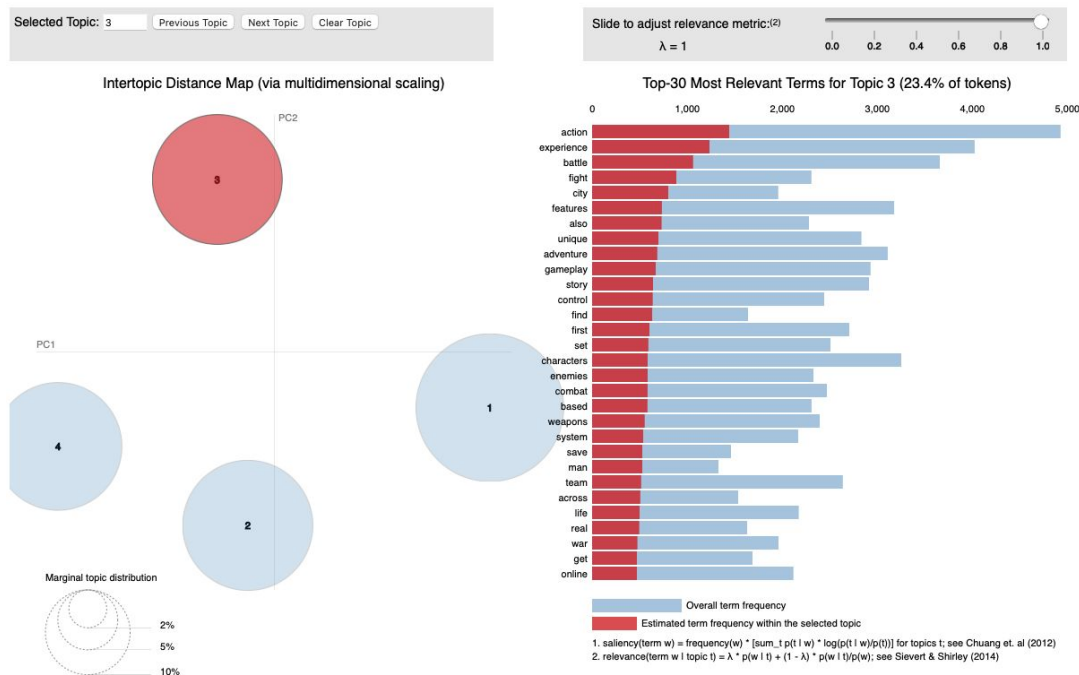 Selected Topic: 3 Previous Topic Next Topic Clear Topic
Slide to adjust relevance metric:(2)
λ = 1
0.0 0.2 0.4 0.6 0.8 1.0
Intertopic Distance Map (via multidimensional scaling)
PC2
PC1
3
1
4
2
Marginal topic distribution
2%
5%
10%
Top-30 Most Relevant Terms for Topic 3 (23.4% of tokens)
0 1,000 2,000 3,000 4,000 5,000
action
experience
battle
fight
city
features
also
unique
adventure
gameplay
story
control
find
first
set
characters
enemies
combat
based
weapons
system
save
man
team
across
life
real
war
get
online
Overall term frequency
Estimated term frequency within the selected topic
1. saliency(term w) = frequency(w) * [sum_t p(t | w) * log(p(t | w)/p(t))] for topics t; see Chuang et. al (2012)
2. relevance(term w | topic t) = λ * p(w | t) + (1 - λ) * p(w | t)/p(w); see Sievert & Shirley (2014)